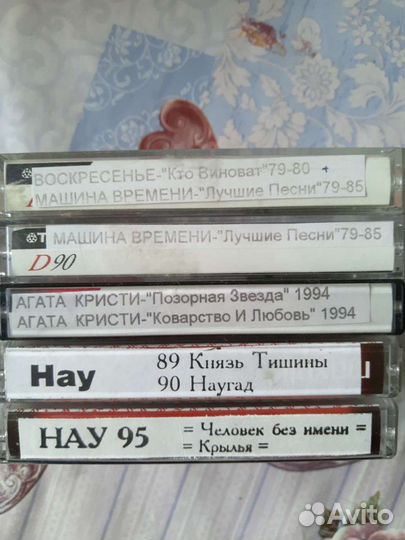 ВОСКРЕСЕНЬЕ-"Кто Виноват"79-80
МАШИНА ВРЕМЕНИ-"Лучшие Песни"79-85
Т МАШИНА ВРЕМЕНИ-"Лучшие Песни"79-85
D90
АГАТА КРИСТИ-"Позорная Звезда" 1994
АГАТА КРИСТИ-"Коварство И Любовь" 1994
Нау
89 Князь Тишины
90 Наугад
НАУ 95
= Человек без имени =
= Крылья =
Avito